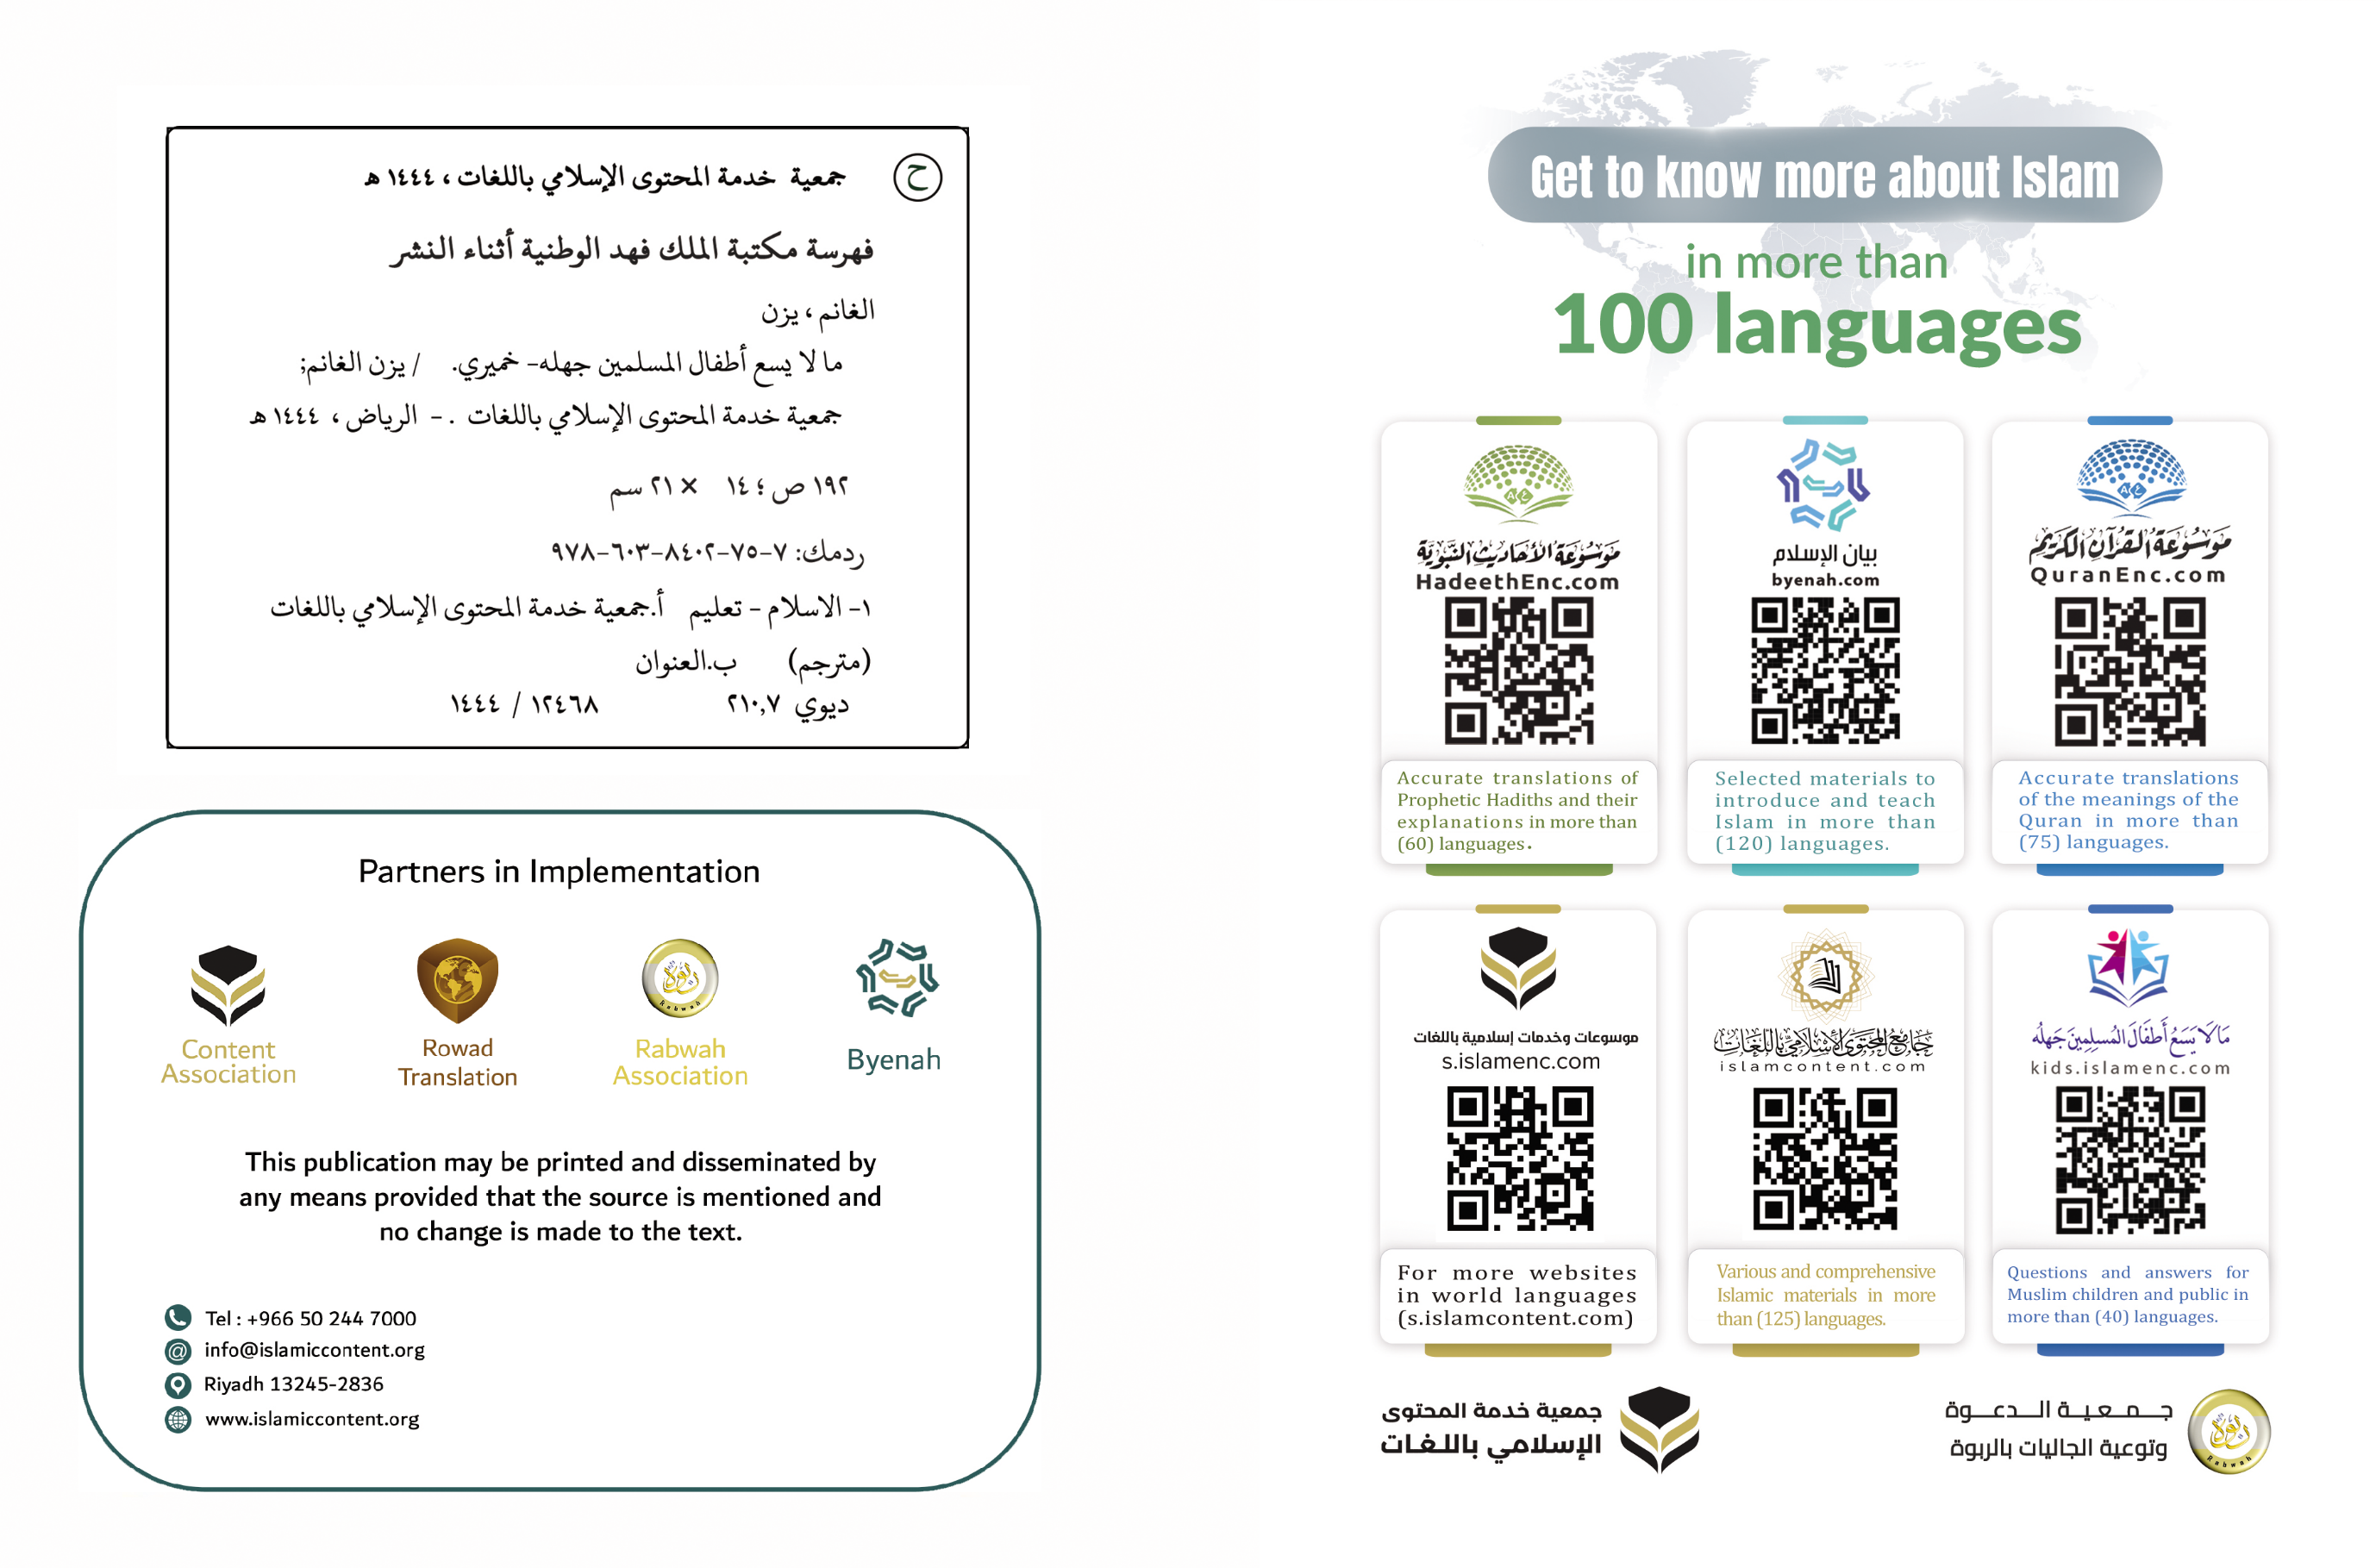 ح
جمعية خدمة المحتوى الإسلامي باللغات ، ١٤٤٤ هـ
فهرسة مكتبة الملك فهد الوطنية أثناء النشر
الغانم ، يزن
ما لا يسع أطفال المسلمين جهله- خميري. / يزن الغانم;
جمعية خدمة المحتوى الإسلامي باللغات . - الرياض ، ١٤٤٤ هـ
١٩٢ ص ؛ ١٤ × ٢١ سم
ردمك: ٧-٧٥-٨٤٠٢-٦٠٣-٩٧٨
١- الاسلام - تعليم أ.جمعية خدمة المحتوى الإسلامي باللغات
(مترجم) ب.العنوان
ديوي ٢١٠,٧ ١٢٤٦٨ / ١٤٤٤
Partners in Implementation
Content
Association
Rowad
Translation
Rabwah
Rabwah
Association
Byenah
This publication may be printed and disseminated by
any means provided that the source is mentioned and
no change is made to the text.
Tel : +966 50 244 7000
info@islamiccontent.org
Riyadh 13245-2836
www.islamiccontent.org
Get to know more about Islam
in more than
100 languages
موسوعة الأحاديث النبوية
HadeethEnc.com
Accurate translations of
Prophetic Hadiths and their
explanations in more than
(60) languages.
بيان الإسلام
byenah.com
Selected materials to
introduce and teach
Islam in more than
(120) languages.
موسوعة القرآن الكريم
QuranEnc.com
Accurate translations
of the meanings of the
Quran in more than
(75) languages.
موسوعات وخدمات إسلامية باللغات
s.islamenc.com
For more websites
in world languages
(s.islamcontent.com)
جامع المحتوى الإسلامي باللغات
islamcontent.com
Various and comprehensive
Islamic materials in more
than (125) languages.
مَا لَا يَسَعُ أَطْفَالَ المُسلِمِينَ جَهلُه
kids.islamenc.com
Questions and answers for
Muslim children and public in
more than (40) languages.
جمعية خدمة المحتوى
الإسلامي باللغات
جمعية الدعوة
وتوعية الجاليات بالربوة
Rabwah